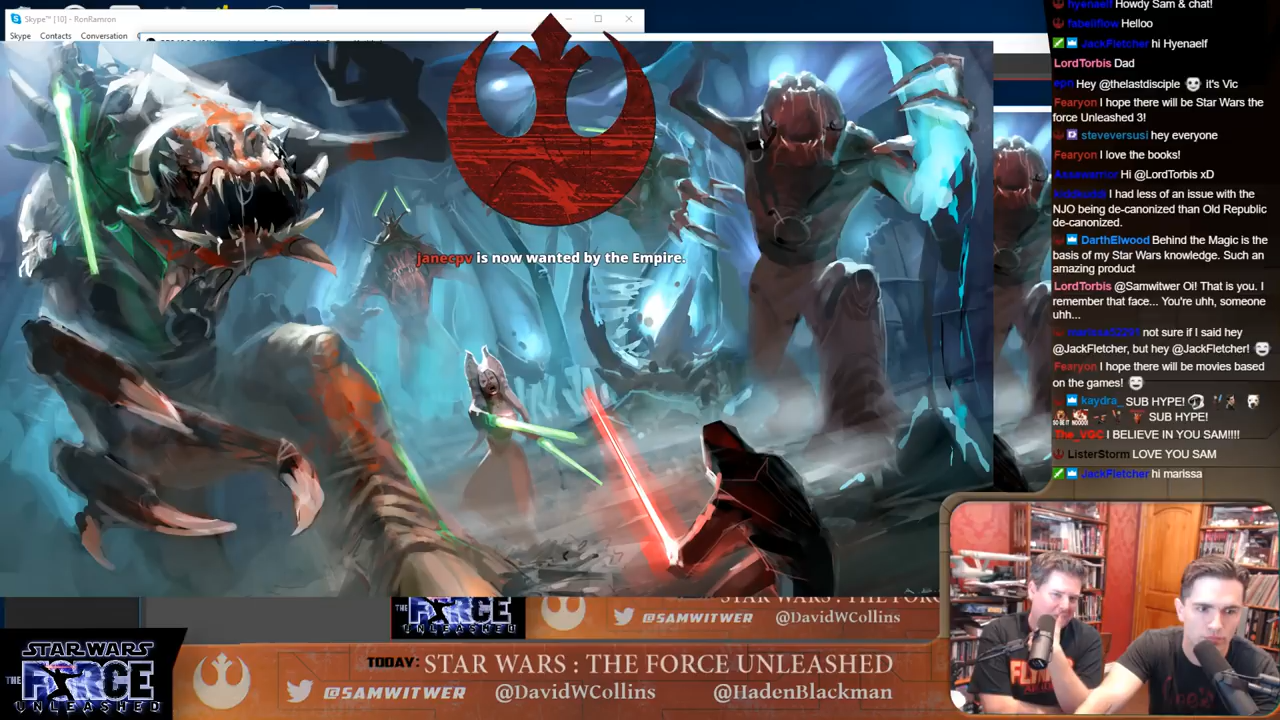 Skype™ [10] - RonRamron
Skype Contacts Conversation
janecpv is now wanted by the Empire.
hyenaelf Howdy Sam & chat!
fabellflow Helloo
JackFletcher hi Hyenaelf
LordTorbis Dad
Hey @thelastdisciple it's Vic
Fearyon I hope there will be Star Wars the
force Unleashed 3!
steveversusi hey everyone
Fearyon I love the books!
Hi @LordTorbis xD
I had less of an issue with the
NJO being de-canonized than Old Republic
de-canonized.
DarthElwood Behind the Magic is the
basis of my Star Wars knowledge. Such an
amazing product
LordTorbis @Samwitwer Oi! That is you. I
remember that face... You're uhh, someone
uhh...
not sure if I said hey
@JackFletcher, but hey @JackFletcher!
Fearyon I hope there will be movies based
on the games!
kaydra_ SUB HYPE!
SUB HYPE!
The_VGC I BELIEVE IN YOU SAM!!!!
ListerStorm LOVE YOU SAM
JackFletcher hi marissa
STAR WARS : THE FORC
THE FORCE
UNLEASHED
@SAMWITWER @DavidWCollins
STAR WARS
THE FORCE
UNLEASHED
TODAY: STAR WARS : THE FORCE UNLEASHED
@SAMWITWER @DavidWCollins @HadenBlackman